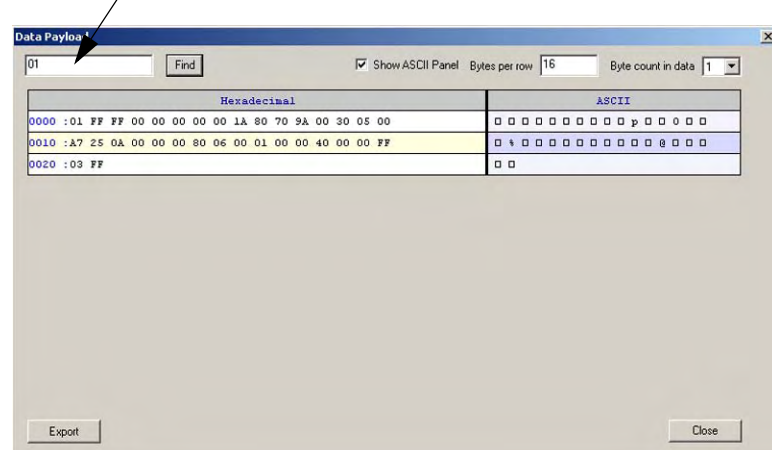 Data Payload
01 Find Show ASCII Panel Bytes per row 16 Byte count in data 1
Hexadecimal ASCII
0000 :01 FF FF 00 00 00 00 00 1A 80 70 9A 00 30 05 00 □ □ □ □ □ □ □ □ □ □ p □ □ 0 □ □
0010 :A7 25 0A 00 00 00 80 06 00 01 00 00 40 00 00 FF □ % □ □ □ □ □ □ □ □ □ □ @ □ □ □
0020 :03 FF □ □
Export Close